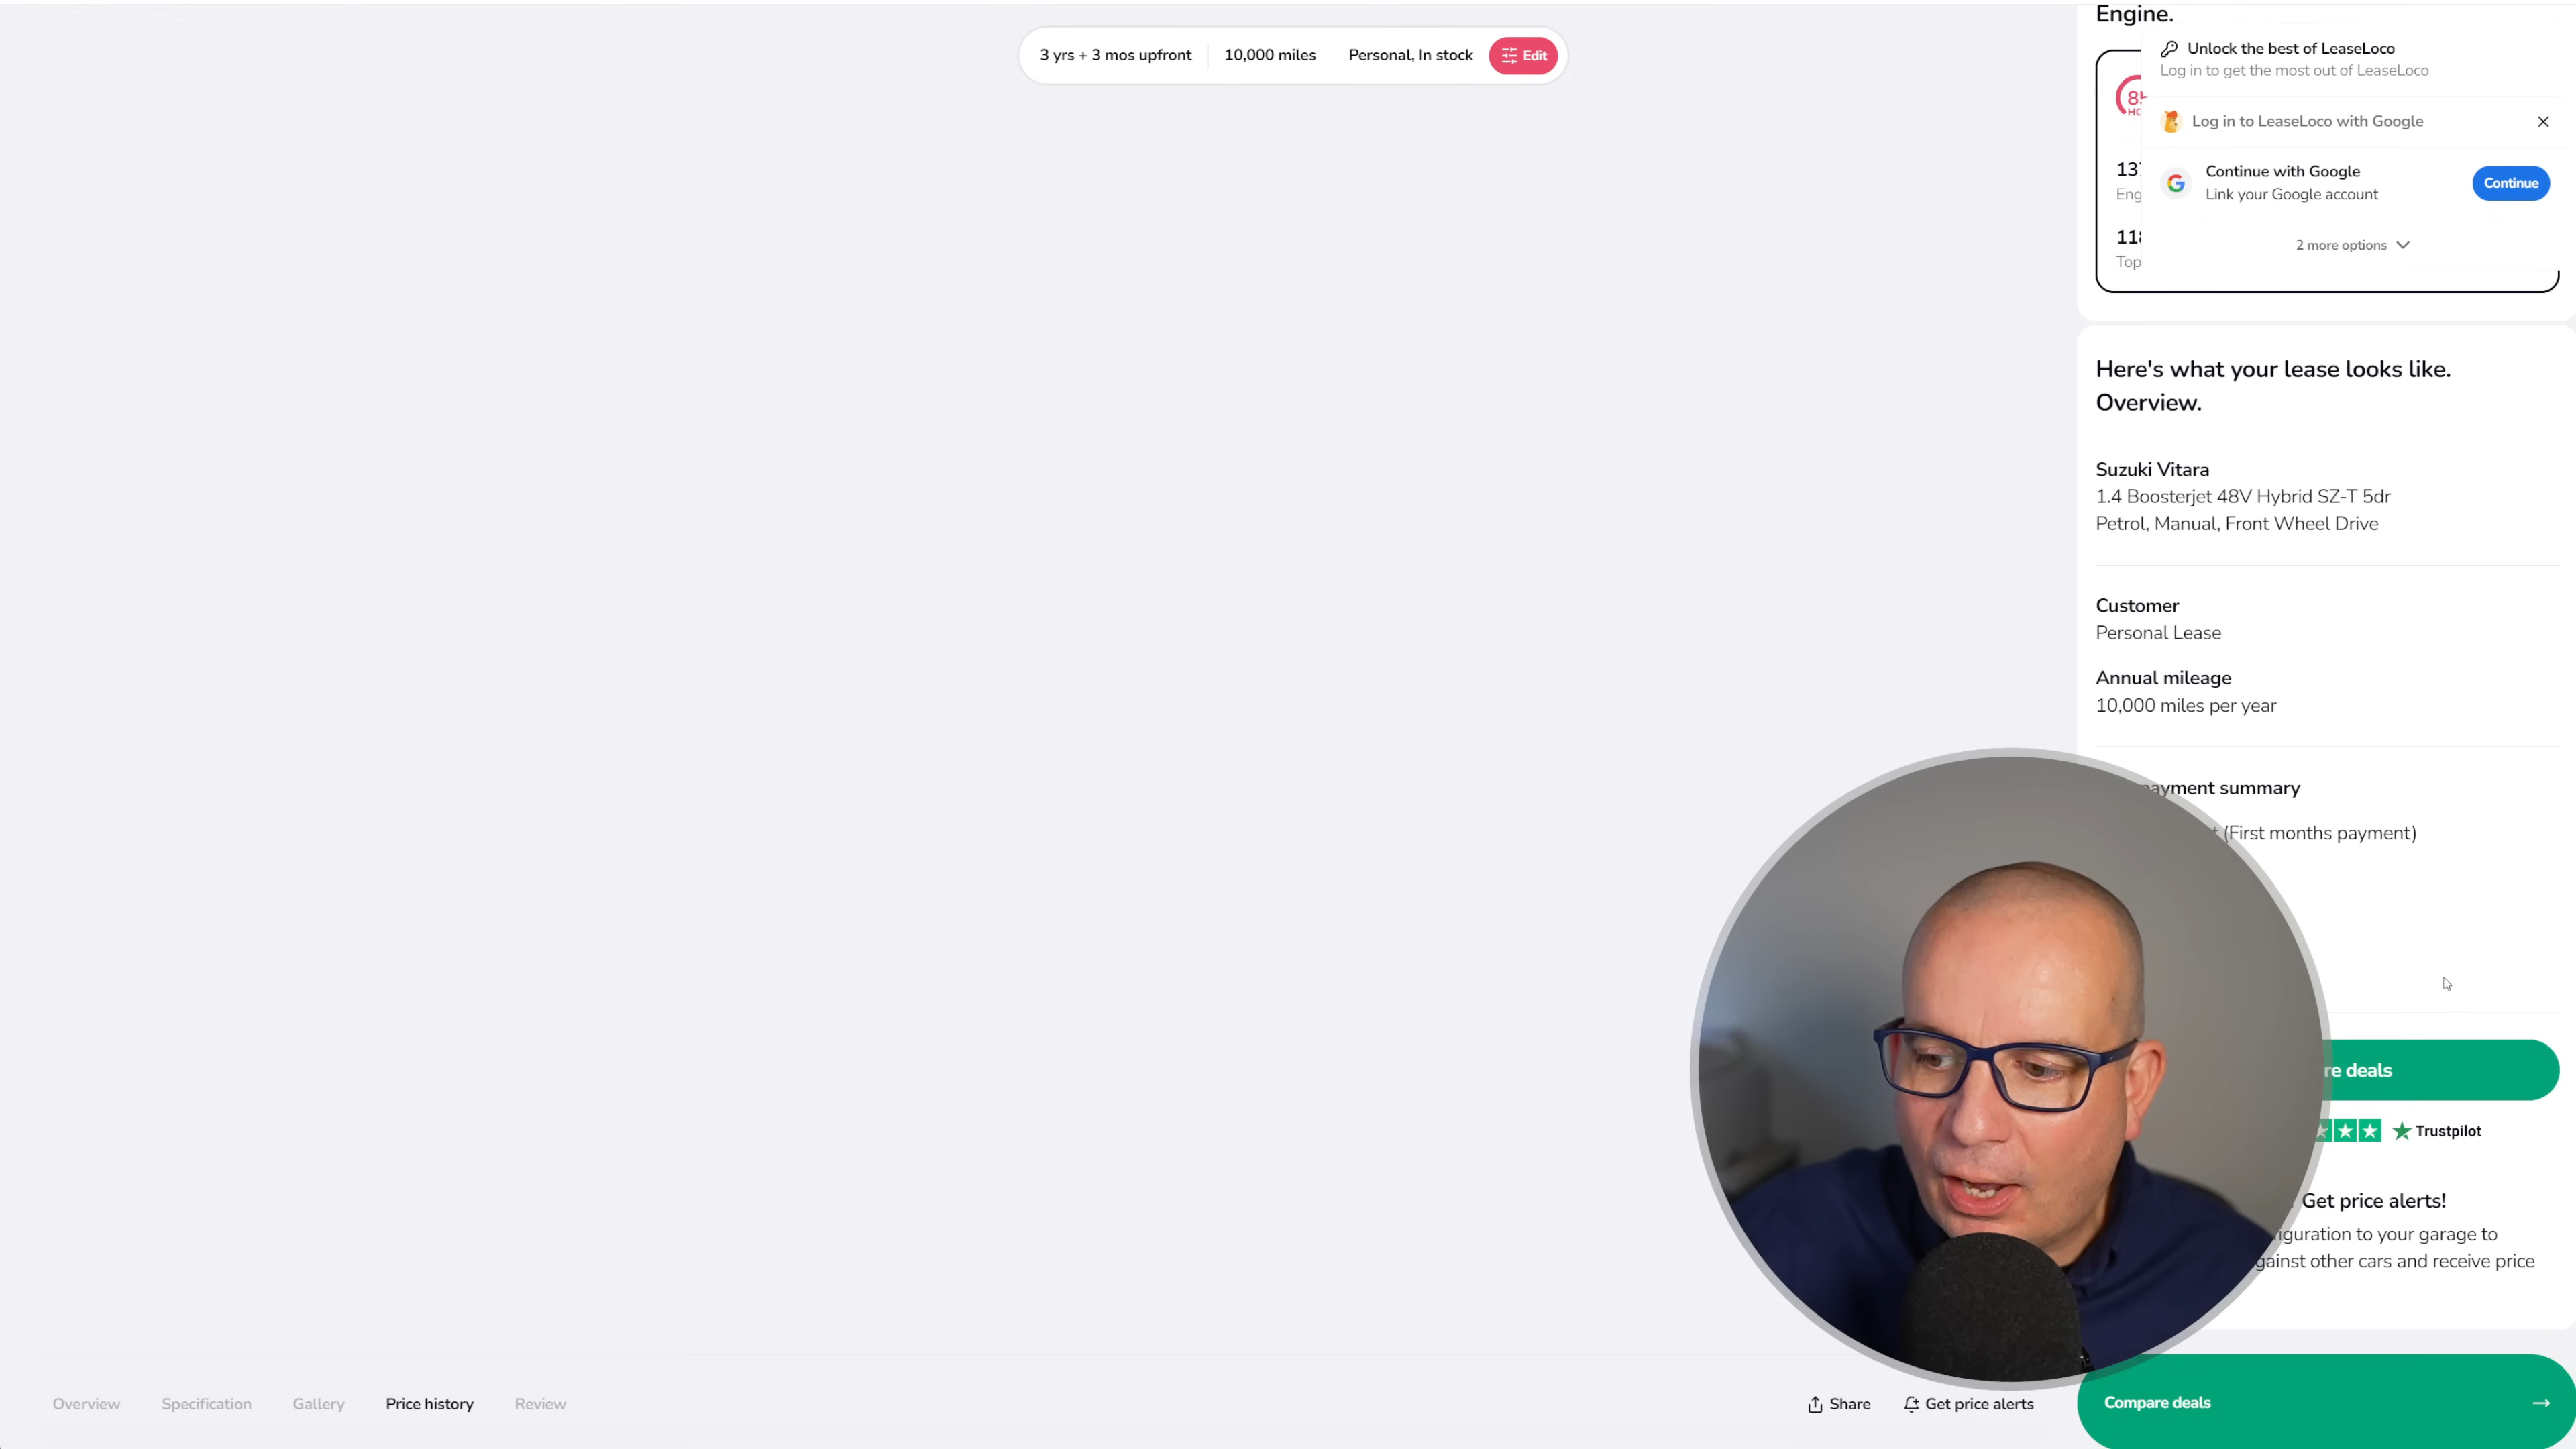 3 yrs + 3 mos upfront
10,000 miles
Personal, In stock
Edit
Engine.
Unlock the best of LeaseLoco
Log in to get the most out of LeaseLoco
Log in to LeaseLoco with Google
Continue with Google
Link your Google account
Continue
2 more options
Eng
Top
Here's what your lease looks like.
Overview.
Suzuki Vitara
1.4 Boosterjet 48V Hybrid SZ-T 5dr
Petrol, Manual, Front Wheel Drive
Customer
Personal Lease
Annual mileage
10,000 miles per year
summary
(First months payment)
deals
Trustpilot
Get price alerts!
to your garage to
other cars and receive price
Overview
Specification
Gallery
Price history
Review
Share
Get price alerts
Compare deals